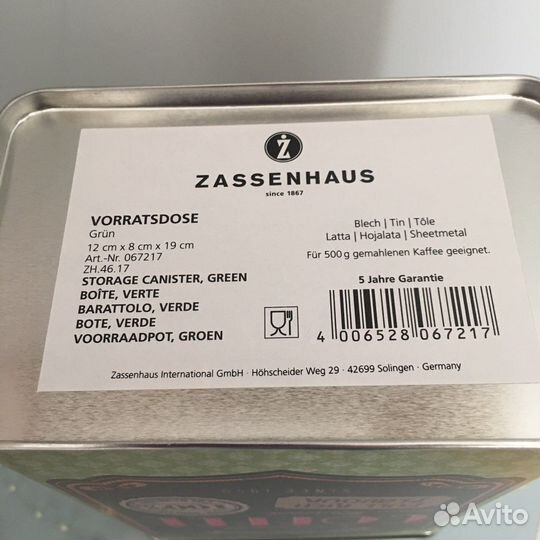 Z
ZASSENHAUS
since 1867
VORRATSDOSE
Grün
12 cm x 8 cm x 19 cm
Art.-Nr. 067217
ZH.46.17
STORAGE CANISTER, GREEN
BOÎTE, VERTE
BARATTOLO, VERDE
BOTE, VERDE
VOORRAADPOT, GROEN
Blech | Tin | Tôle
Latta | Hojalata | Sheetmetal
Für 500 g gemahlenen Kaffee geeignet.
5 Jahre Garantie
4 006528 067217
Zassenhaus International GmbH · Höhscheider Weg 29 · 42699 Solingen · Germany
Avito